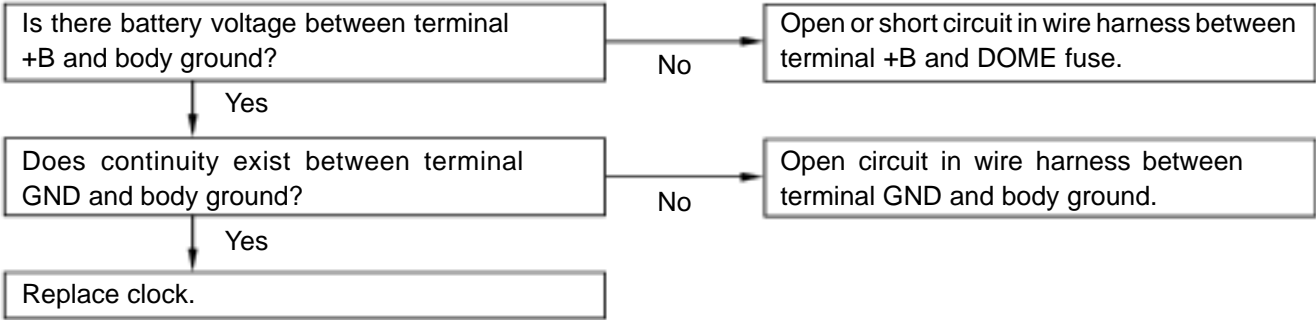 Is there battery voltage between terminal
+B and body ground?
No
Open or short circuit in wire harness between
terminal +B and DOME fuse.
Yes
Does continuity exist between terminal
GND and body ground?
No
Open circuit in wire harness between
terminal GND and body ground.
Yes
Replace clock.